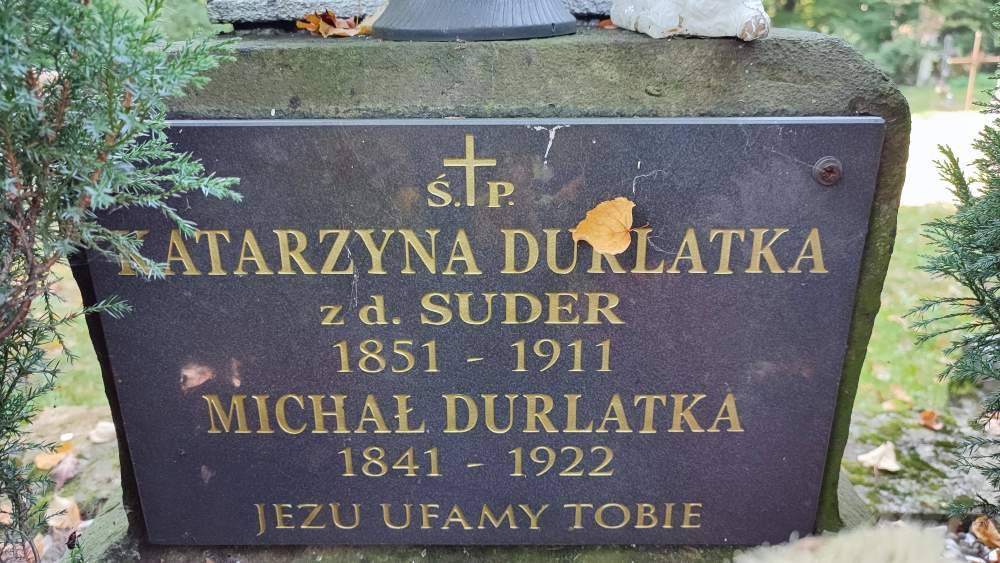 Ś.P.
KATARZYNA DURLATKA
z d. SUDER
1851 - 1911
MICHAŁ DURLATKA
1841 - 1922
JEZU UFAMY TOBIE